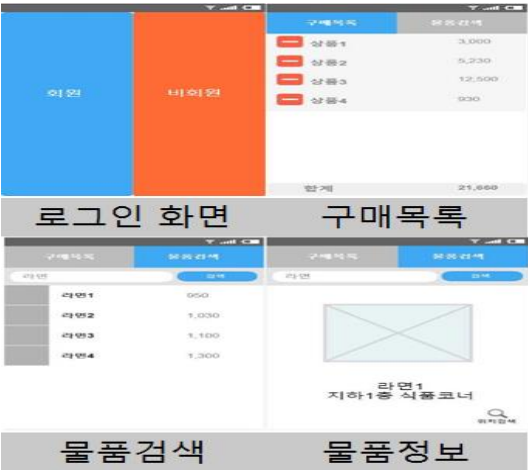 회원 비회원
로그인 화면
구매목록 물품검색
상품1 3,000
상품2 5,230
상품3 12,500
상품4 930
합계 21,660
구매목록
구매목록 물품검색
라면 검색
라면1 950
라면2 1,030
라면3 1,100
라면4 1,300
물품검색
구매목록 물품검색
라면 검색
라면1
지하1층 식품코너
위치검색
물품정보